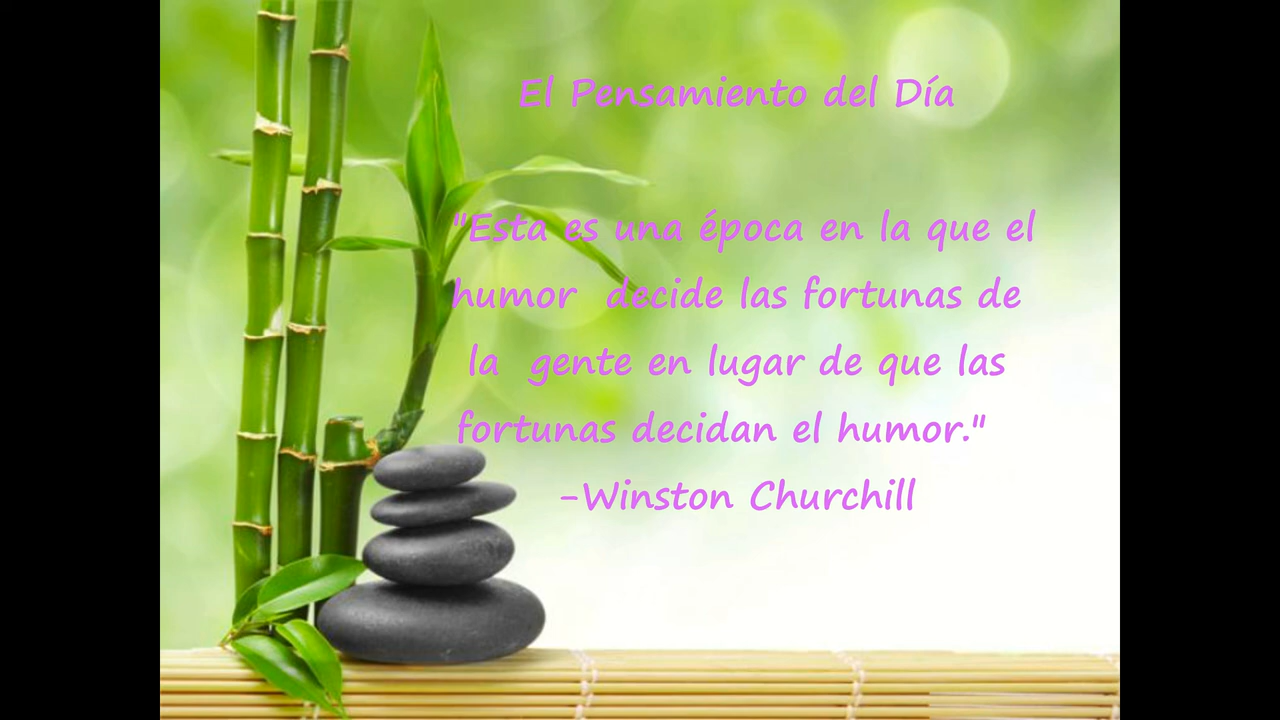 El Pensamiento del Día
"Esta es una época en la que el
humor decide las fortunas de
la gente en lugar de que las
fortunas decidan el humor."
-Winston Churchill